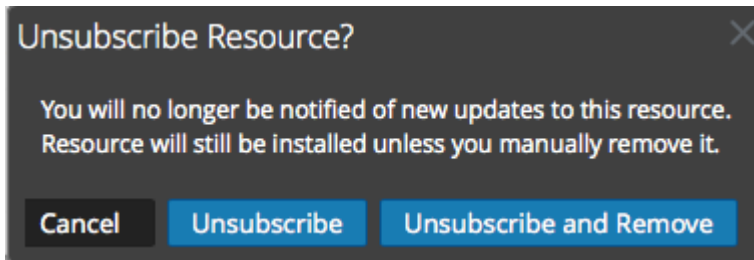 Unsubscribe Resource?
You will no longer be notified of new updates to this resource.
Resource will still be installed unless you manually remove it.
Cancel Unsubscribe Unsubscribe and Remove